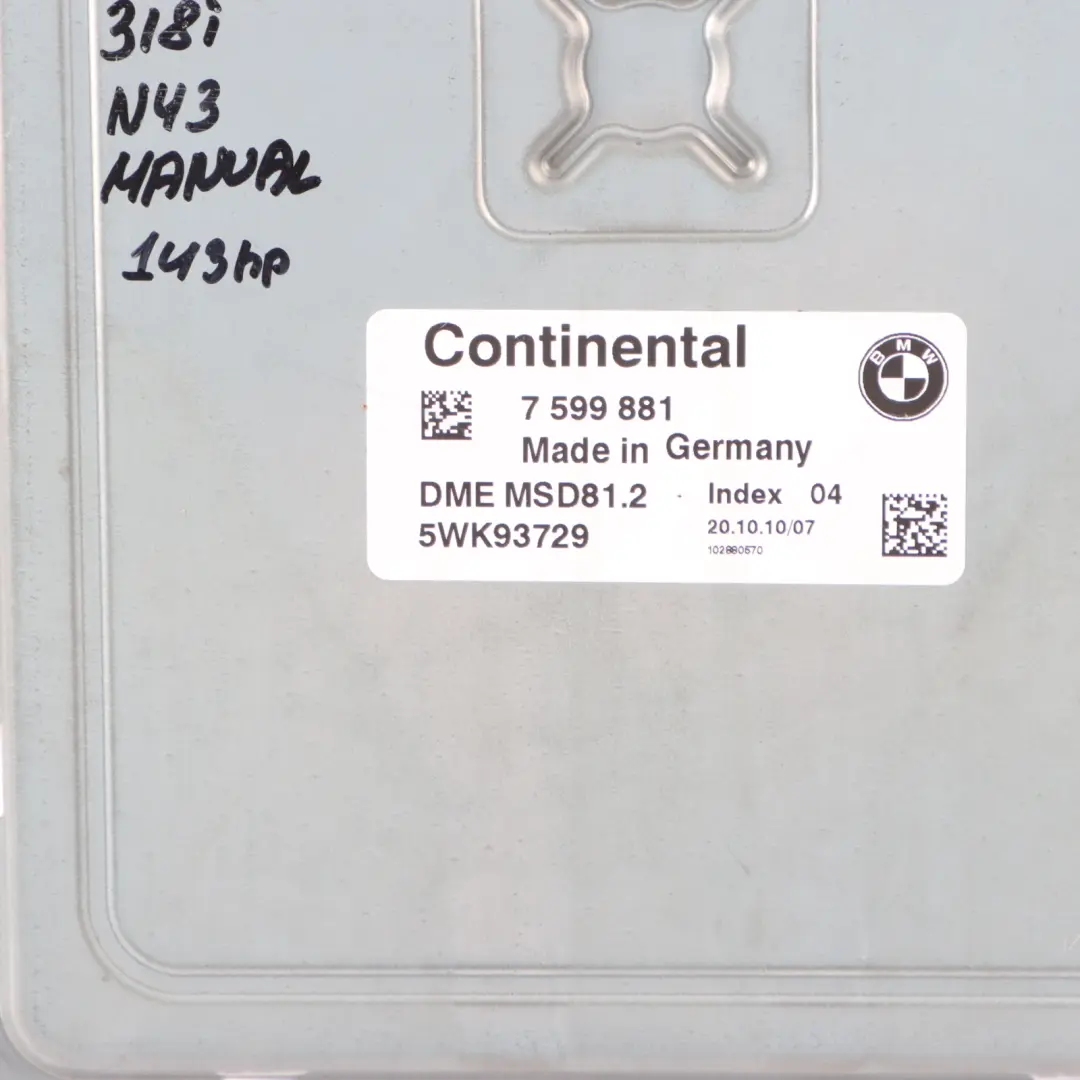 318i
N43
MANUAL
143hp
Continental
BMW
7 599 881
Made in Germany
DME MSD81.2 · Index 04
5WK93729
20.10.10/07
102880570